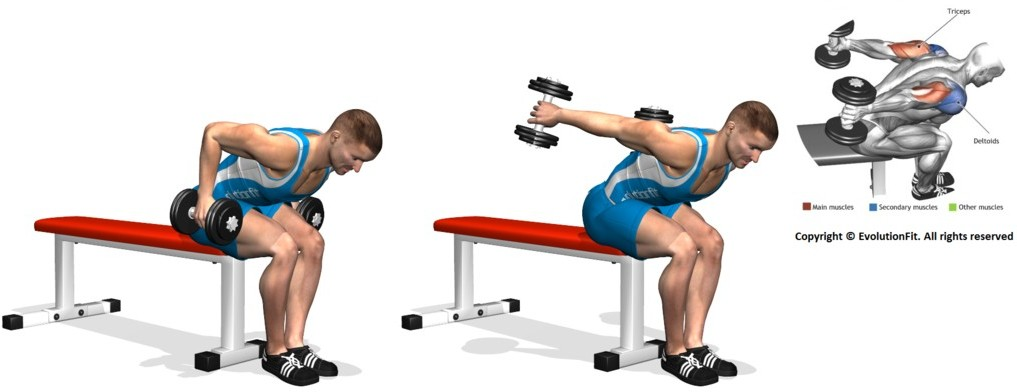 Triceps
Deltoids
Main muscles
Secondary muscles
Other muscles
Copyright © EvolutionFit. All rights reserved